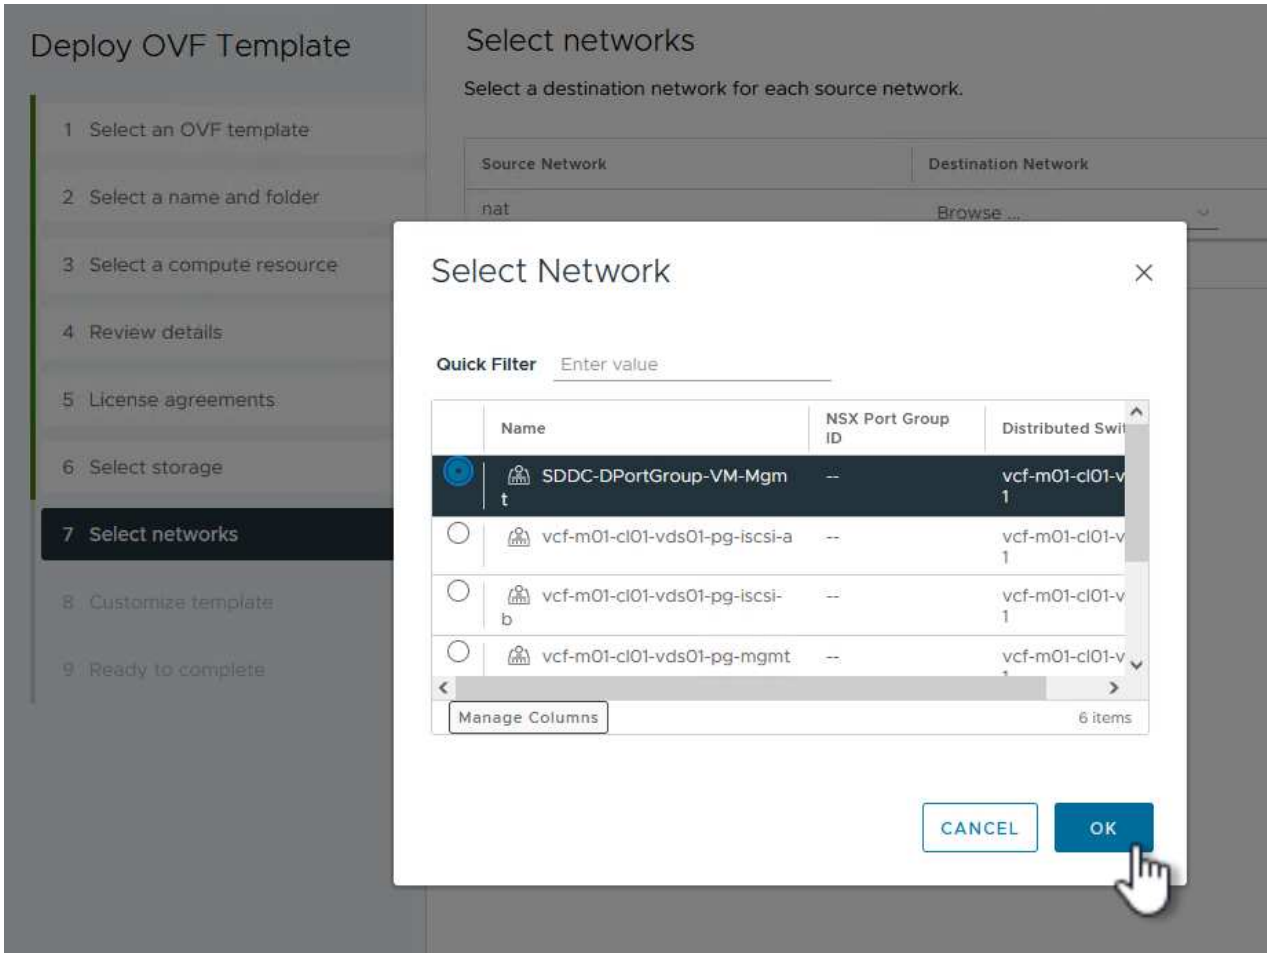 Deploy OVF Template
1 Select an OVF template
2 Select a name and folder
3 Select a compute resource
4 Review details
5 License agreements
6 Select storage
7 Select networks
8 Customize template
9 Ready to complete
Select networks
Select a destination network for each source network.
Source Network Destination Network
nat Browse ...
Select Network
Quick Filter Enter value
Name NSX Port Group ID Distributed Swi
SDDC-DPortGroup-VM-Mgm
t
--
vcf-m01-cl01-v
1
vcf-m01-cl01-vds01-pg-iscsi-a
--
vcf-m01-cl01-v
1
vcf-m01-cl01-vds01-pg-iscsi-
b
--
vcf-m01-cl01-v
1
vcf-m01-cl01-vds01-pg-mgmt
--
vcf-m01-cl01-v
Manage Columns 6 items
CANCEL OK